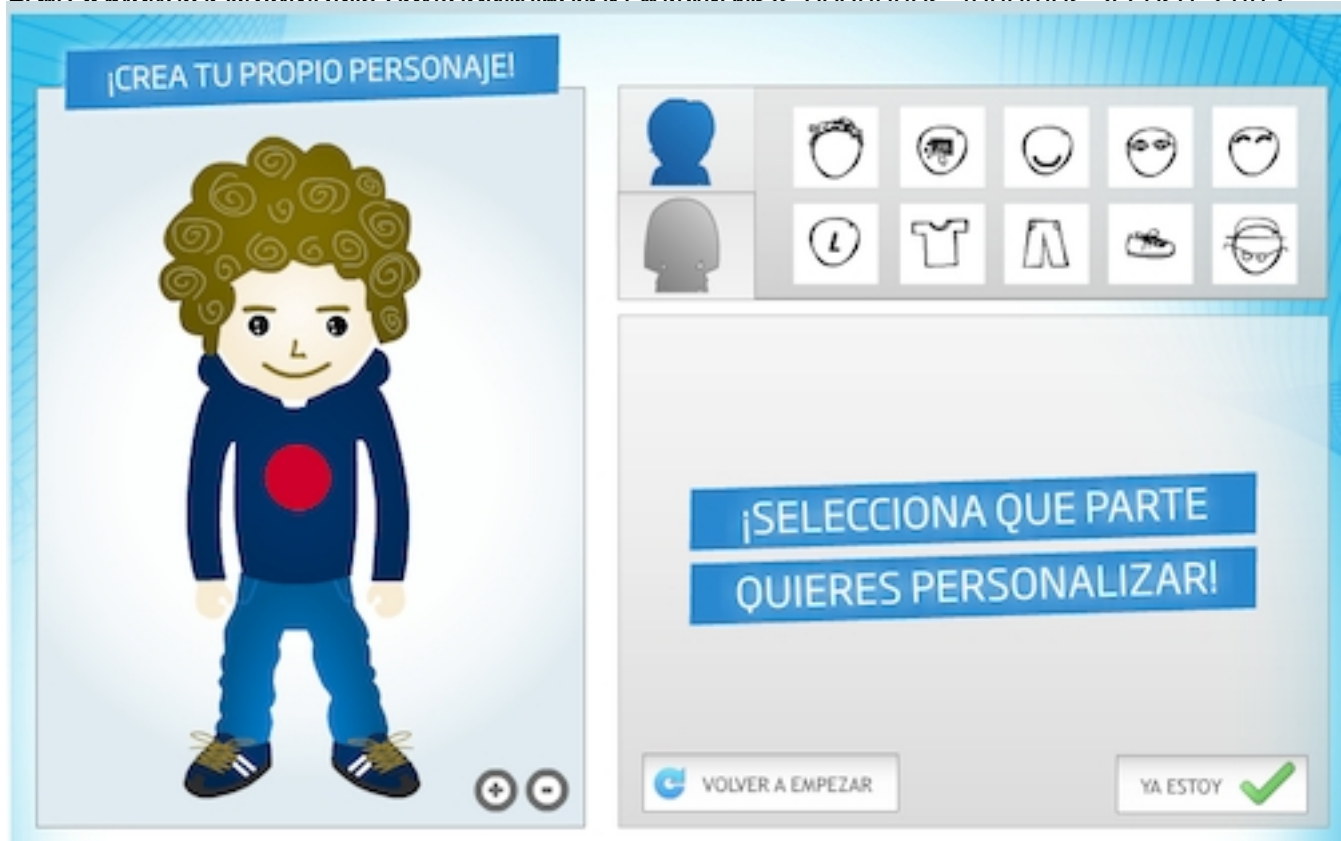 ¡CREA TU PROPIO PERSONAJE!
L
¡SELECCIONA QUE PARTE
QUIERES PERSONALIZAR!
VOLVER A EMPEZAR
YA ESTOY